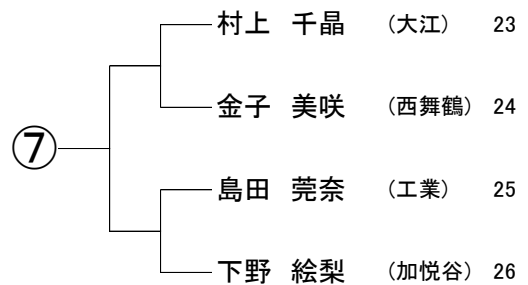 村上 千晶 (大江) 23
金子 美咲 (西舞鶴) 24
⑦
島田 莞奈 (工業) 25
下野 絵梨 (加悦谷) 26